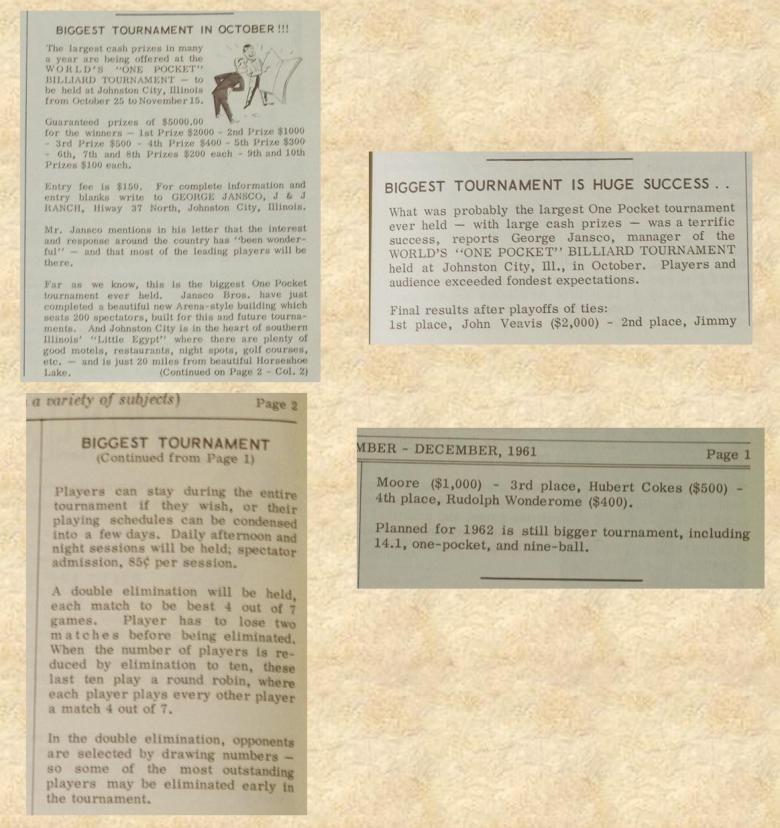 BIGGEST TOURNAMENT IN OCTOBER !!!
The largest cash prizes in many
a year are being offered at the
WORLD'S "ONE POCKET"
BILLIARD TOURNAMENT — to
be held at Johnston City, Illinois
from October 25 to November 15.
Guaranteed prizes of $5000.00
for the winners — 1st Prize $2000 - 2nd Prize $1000
- 3rd Prize $500 - 4th Prize $400 - 5th Prize $300
- 6th, 7th and 8th Prizes $200 each - 9th and 10th
Prizes $100 each.
Entry fee is $150. For complete information and
entry blanks write to GEORGE JANSCO, J & J
RANCH, Hiway 37 North, Johnston City, Illinois.
Mr. Jansco mentions in his letter that the interest
and response around the country has "been wonder-
ful" — and that most of the leading players will be
there.
Far as we know, this is the biggest One Pocket
tournament ever held. Jansco Bros. have just
completed a beautiful new Arena-style building which
seats 200 spectators, built for this and future tourna-
ments. And Johnston City is in the heart of southern
Illinois' "Little Egypt" where there are plenty of
good motels, restaurants, night spots, golf courses,
etc. — and is just 20 miles from beautiful Horseshoe
Lake. (Continued on Page 2 - Col. 2)
a variety of subjects) Page 2
BIGGEST TOURNAMENT
(Continued from Page 1)
Players can stay during the entire
tournament if they wish, or their
playing schedules can be condensed
into a few days. Daily afternoon and
night sessions will be held; spectator
admission, 85¢ per session.
A double elimination will be held,
each match to be best 4 out of 7
games. Player has to lose two
matches before being eliminated.
When the number of players is re-
duced by elimination to ten, these
last ten play a round robin, where
each player plays every other player
a match 4 out of 7.
In the double elimination, opponents
are selected by drawing numbers —
so some of the most outstanding
players may be eliminated early in
the tournament.
BIGGEST TOURNAMENT IS HUGE SUCCESS . .
What was probably the largest One Pocket tournament
ever held — with large cash prizes — was a terrific
success, reports George Jansco, manager of the
WORLD'S "ONE POCKET" BILLIARD TOURNAMENT
held at Johnston City, Ill., in October. Players and
audience exceeded fondest expectations.
Final results after playoffs of ties:
1st place, John Veavis ($2,000) - 2nd place, Jimmy
MBER - DECEMBER, 1961 Page 1
Moore ($1,000) - 3rd place, Hubert Cokes ($500) -
4th place, Rudolph Wonderome ($400).
Planned for 1962 is still bigger tournament, including
14.1, one-pocket, and nine-ball.